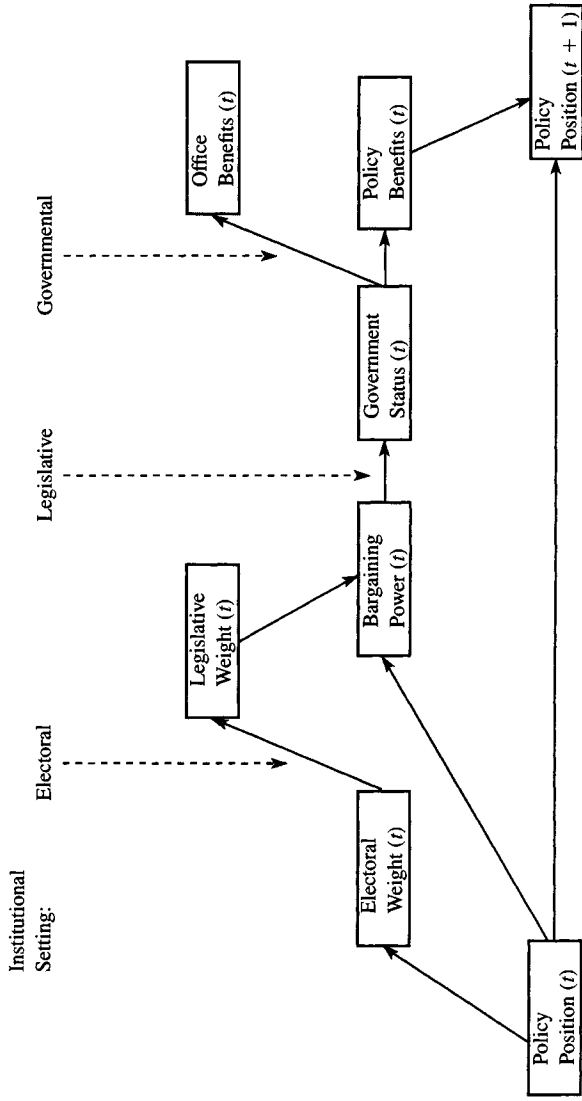 Institutional
Setting:
Electoral
Legislative
Governmental
Legislative
Weight (t)
Office
Benefits (t)
Electoral
Weight (t)
Bargaining
Power (t)
Government
Status (t)
Policy
Benefits (t)
Policy
Position (t)
Policy
Position (t + 1)